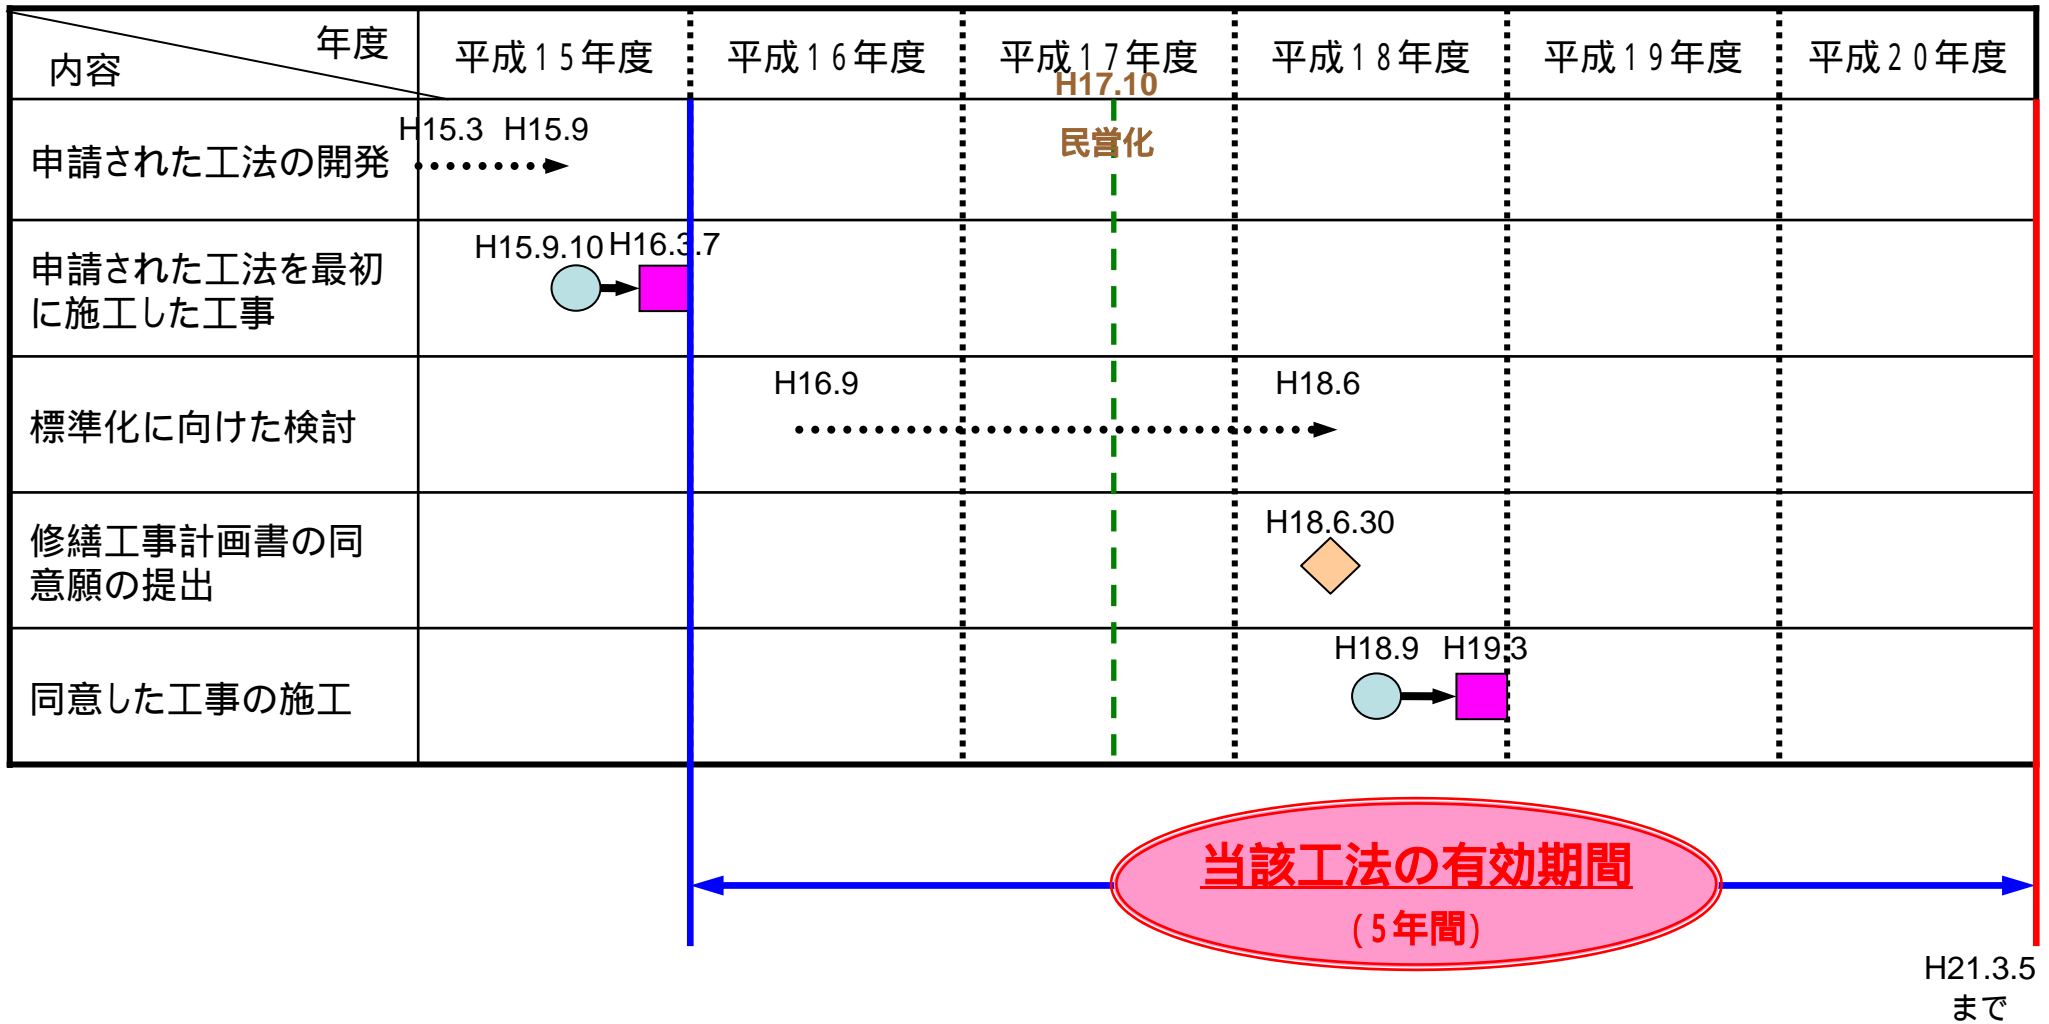 年度
内容
平成15年度
平成16年度
平成17年度
平成18年度
平成19年度
平成20年度
H17.10
民営化
申請された工法の開発
H15.3
H15.9
申請された工法を最初
に施工した工事
H15.9.10
H16.3.7
標準化に向けた検討
H16.9
H18.6
修繕工事計画書の同
意願の提出
H18.6.30
同意した工事の施工
H18.9
H19.3
当該工法の有効期間
(5年間)
H21.3.5
まで